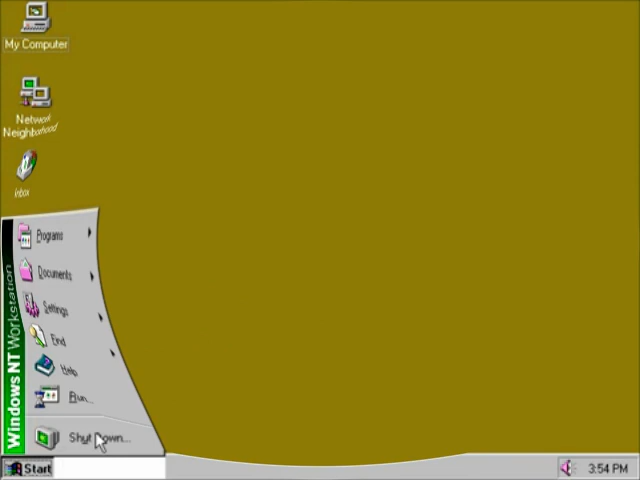 My Computer
Network
Neighborhood
Inbox
Programs
Documents
Settings
Find
Help
Run...
Shut Down...
Windows NT Workstation
Start
3:54 PM